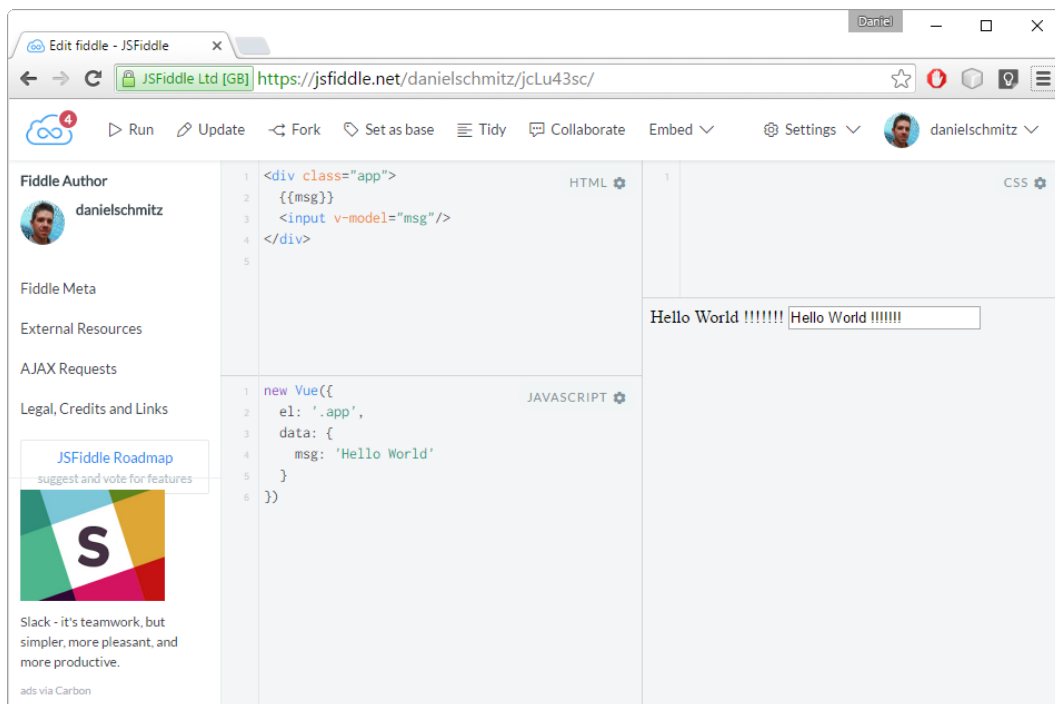 Daniel
Edit fiddle - JSFiddle
JSFiddle Ltd [GB] https://jsfiddle.net/danielschmitz/jcLu43sc/
4 Run Update Fork Set as base Tidy Collaborate Embed Settings danielschmitz
Fiddle Author
danielschmitz
Fiddle Meta
External Resources
AJAX Requests
Legal, Credits and Links
JSFiddle Roadmap
suggest and vote for features
S
Slack - it's teamwork, but
simpler, more pleasant, and
more productive.
ads via Carbon
HTML
1 <div class="app">
2   {{msg}}
3   <input v-model="msg"/>
4 </div>
5
JAVASCRIPT
1 new Vue({
2   el: '.app',
3   data: {
4     msg: 'Hello World'
5   }
6 })
1 CSS
Hello World !!!!!!! Hello World !!!!!!!